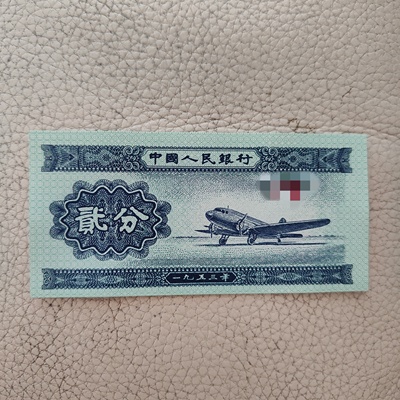 中國人民銀行
貳分
一九五三年